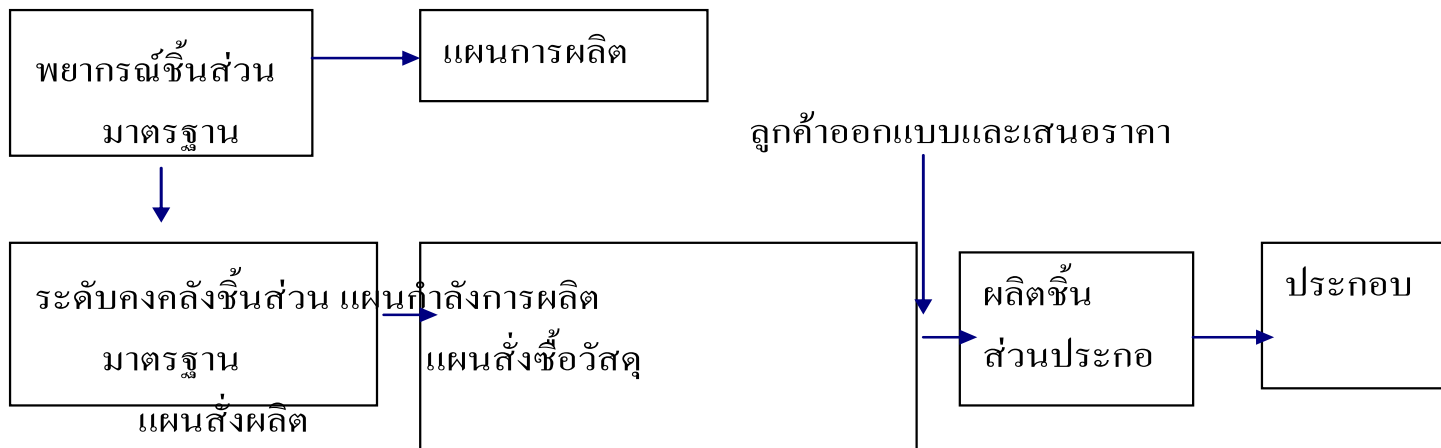 พยากรณ์ชิ้นส่วน
มาตรฐาน
แผนการผลิต
ลูกค้าออกแบบและเสนอราคา
ระดับคงคลังชิ้นส่วน แผนกำลังการผลิต
มาตรฐาน
แผนสั่งซื้อวัสดุ
แผนสั่งผลิต
ผลิตชิ้น
ส่วนประกอ
ประกอบ